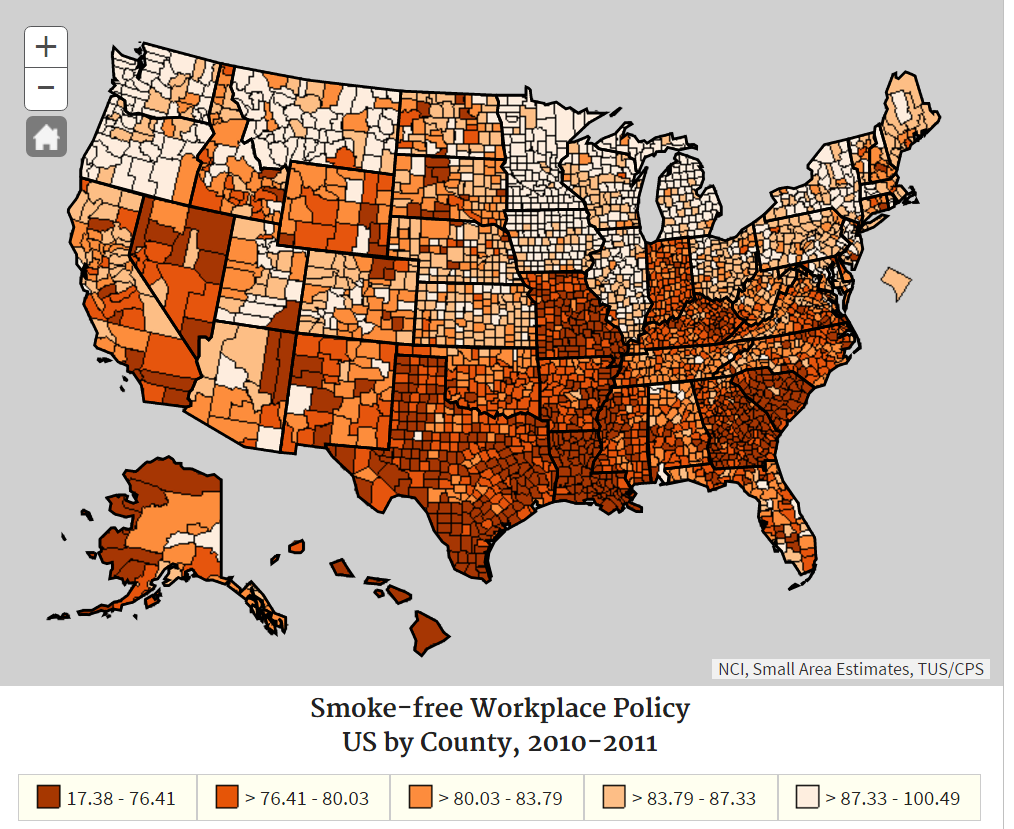 +
−
NCI, Small Area Estimates, TUS/CPS
Smoke-free Workplace Policy
US by County, 2010-2011
17.38 - 76.41
> 76.41 - 80.03
> 80.03 - 83.79
> 83.79 - 87.33
> 87.33 - 100.49